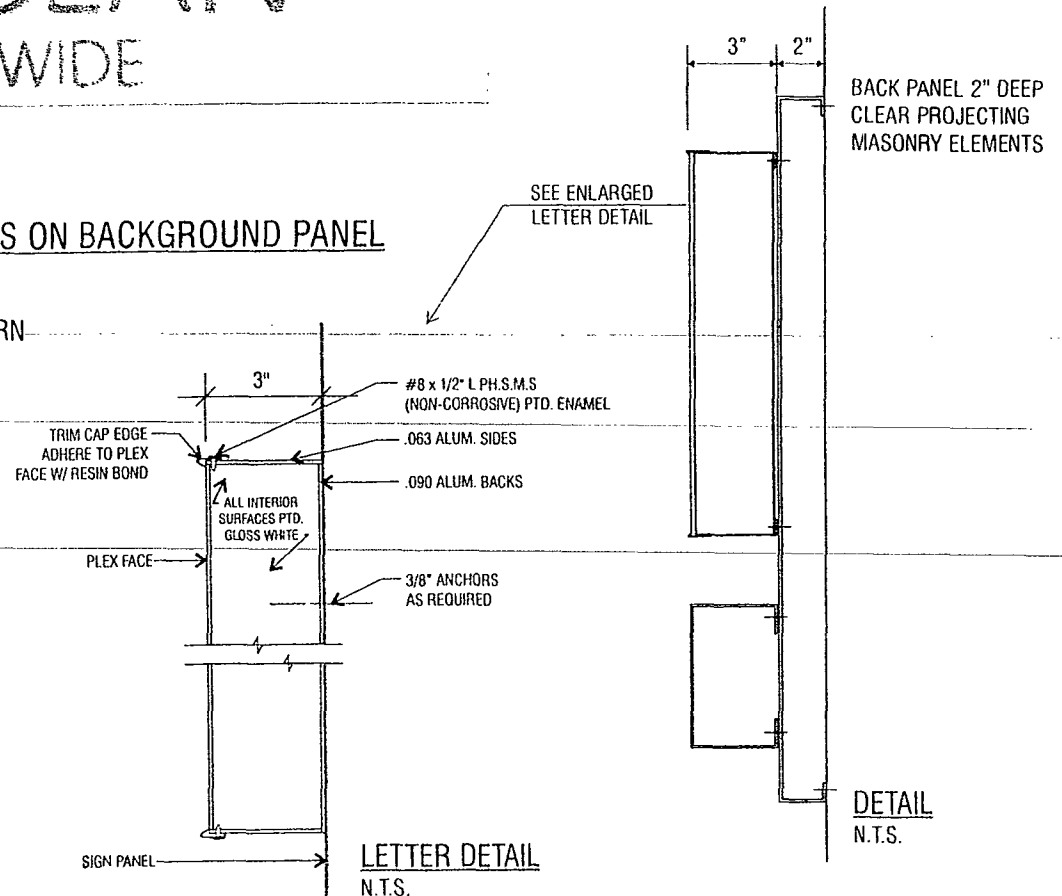 WIDE
3" 2"
BACK PANEL 2" DEEP
CLEAR PROJECTING
MASONRY ELEMENTS
SEE ENLARGED
LETTER DETAIL
S ON BACKGROUND PANEL
RN
3"
#8 x 1/2" L PH.S.M.S
(NON-CORROSIVE) PTD. ENAMEL
TRIM CAP EDGE
ADHERE TO PLEX
FACE W/ RESIN BOND
.063 ALUM. SIDES
.090 ALUM. BACKS
ALL INTERIOR
SURFACES PTD.
GLOSS WHITE
PLEX FACE
3/8" ANCHORS
AS REQUIRED
SIGN PANEL
LETTER DETAIL
N.T.S.
DETAIL
N.T.S.